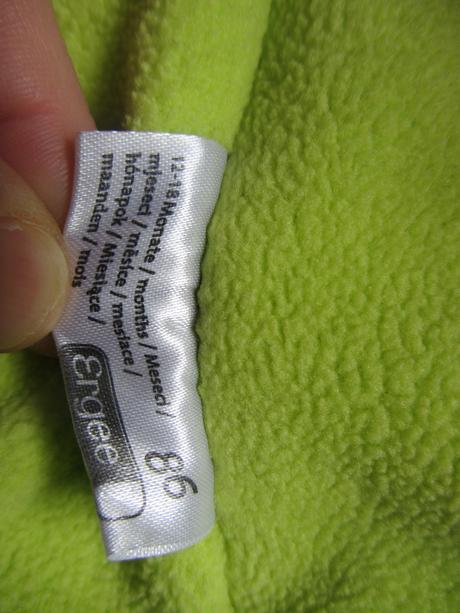 12-18 Monate / months / Meseci /
mjeseci / měsíce / mesiace /
hónapok / Miesiące /
maanden / mois
Ergee
86